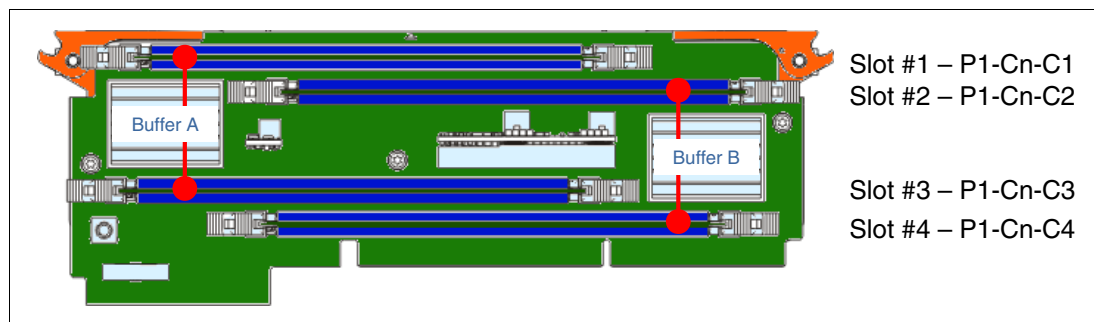 Slot #1 – P1-Cn-C1
Slot #2 – P1-Cn-C2
Buffer A
Buffer B
Slot #3 – P1-Cn-C3
Slot #4 – P1-Cn-C4